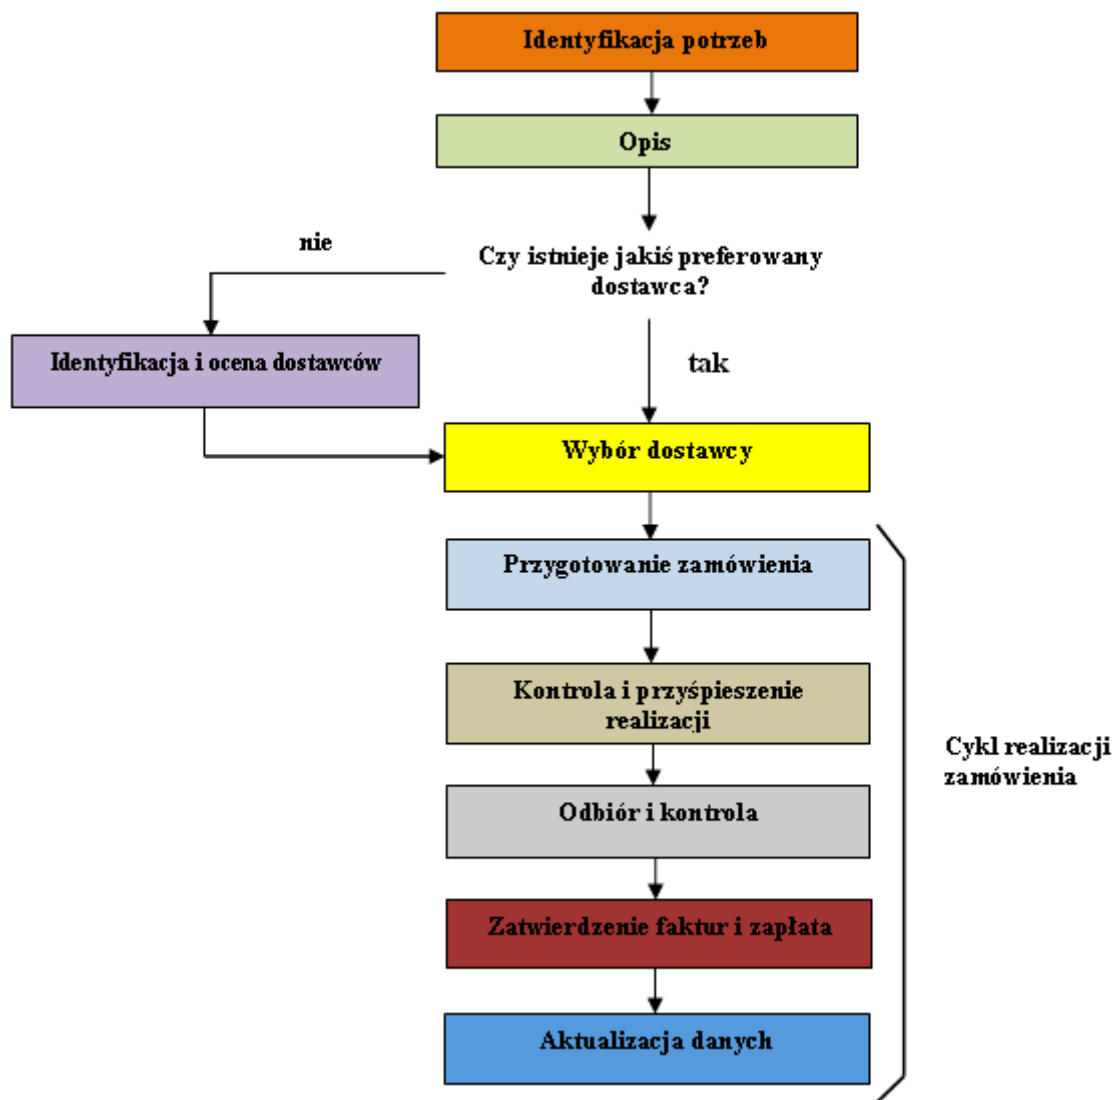 Identyfikacja potrzeb
Opis
nie
Czy istnieje jakiś preferowany
dostawca?
Identyfikacja i ocena dostawców
tak
Wybór dostawcy
Przygotowanie zamówienia
Kontrola i przyśpieszenie
realizacji
Cykl realizacji
zamówienia
Odbiór i kontrola
Zatwierdzenie faktur i zapłata
Aktualizacja danych